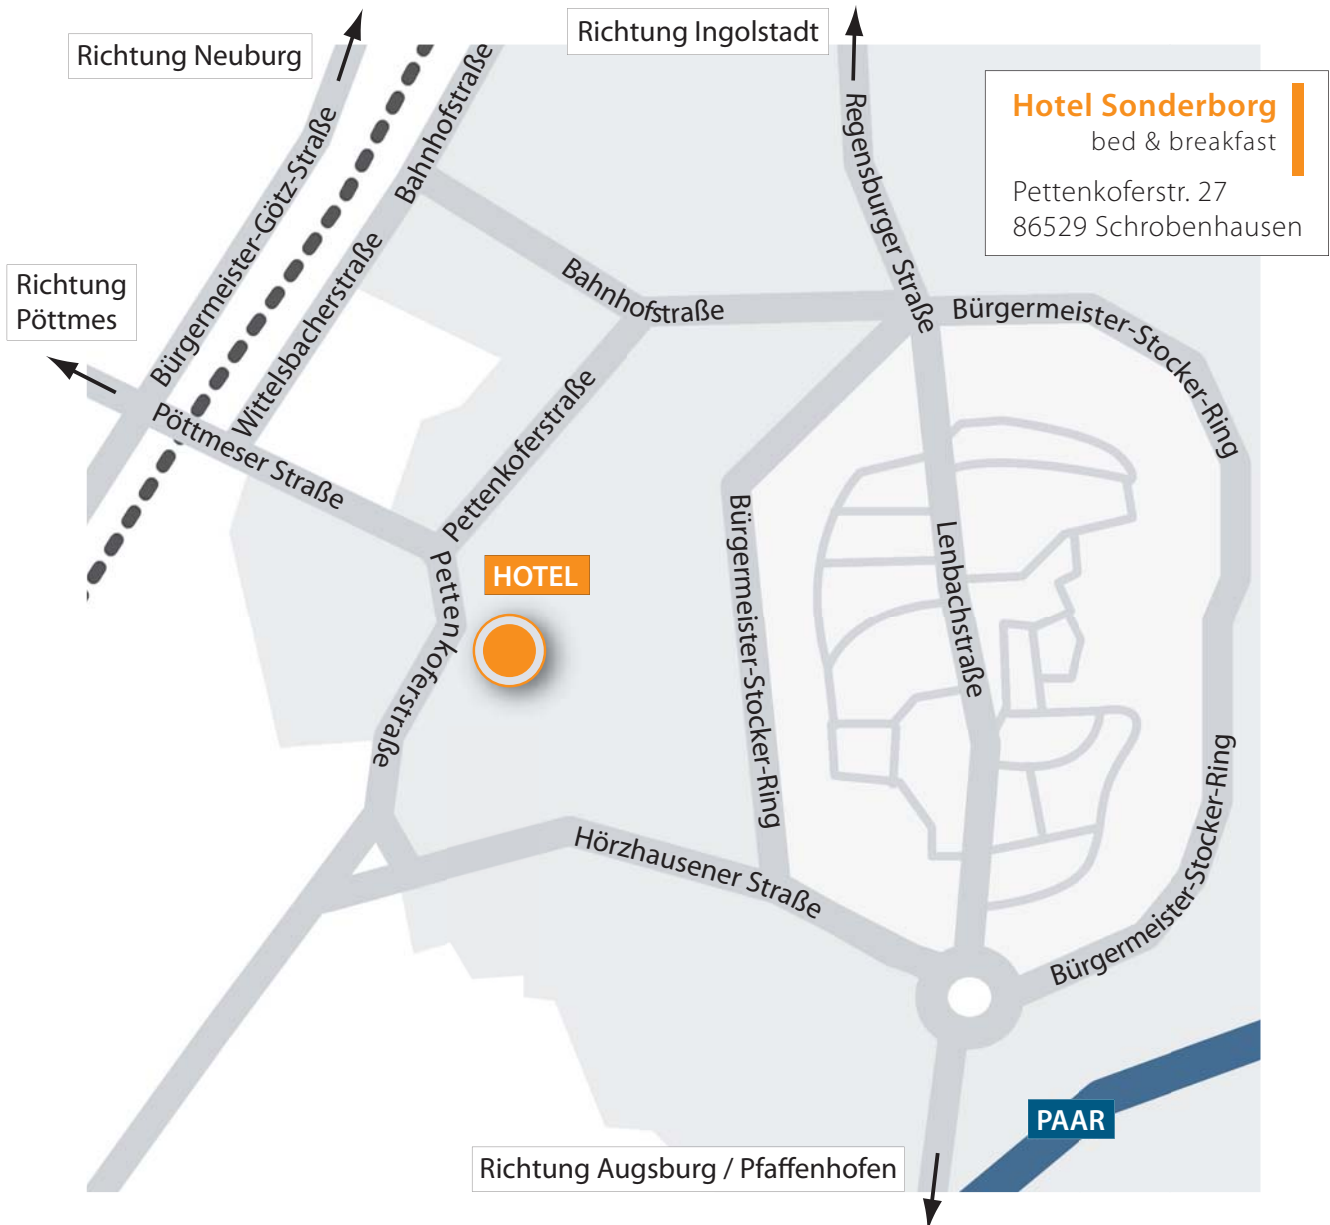 Richtung Neuburg
Richtung Ingolstadt
Hotel Sonderborg
bed & breakfast
Pettenkoferstr. 27
86529 Schrobenhausen
Bahnhofstraße
Regensburger Straße
Bürgermeister-Götz-Straße
Wittelsbacherstraße
Richtung
Pöttmes
Bahnhofstraße
Bürgermeister-Stocker-Ring
Pöttmeser Straße
Pettenkoferstraße
Pettenkoferstraße
HOTEL
Bürgermeister-Stocker-Ring
Lenbachstraße
Bürgermeister-Stocker-Ring
Hörzhausener Straße
PAAR
Richtung Augsburg / Pfaffenhofen